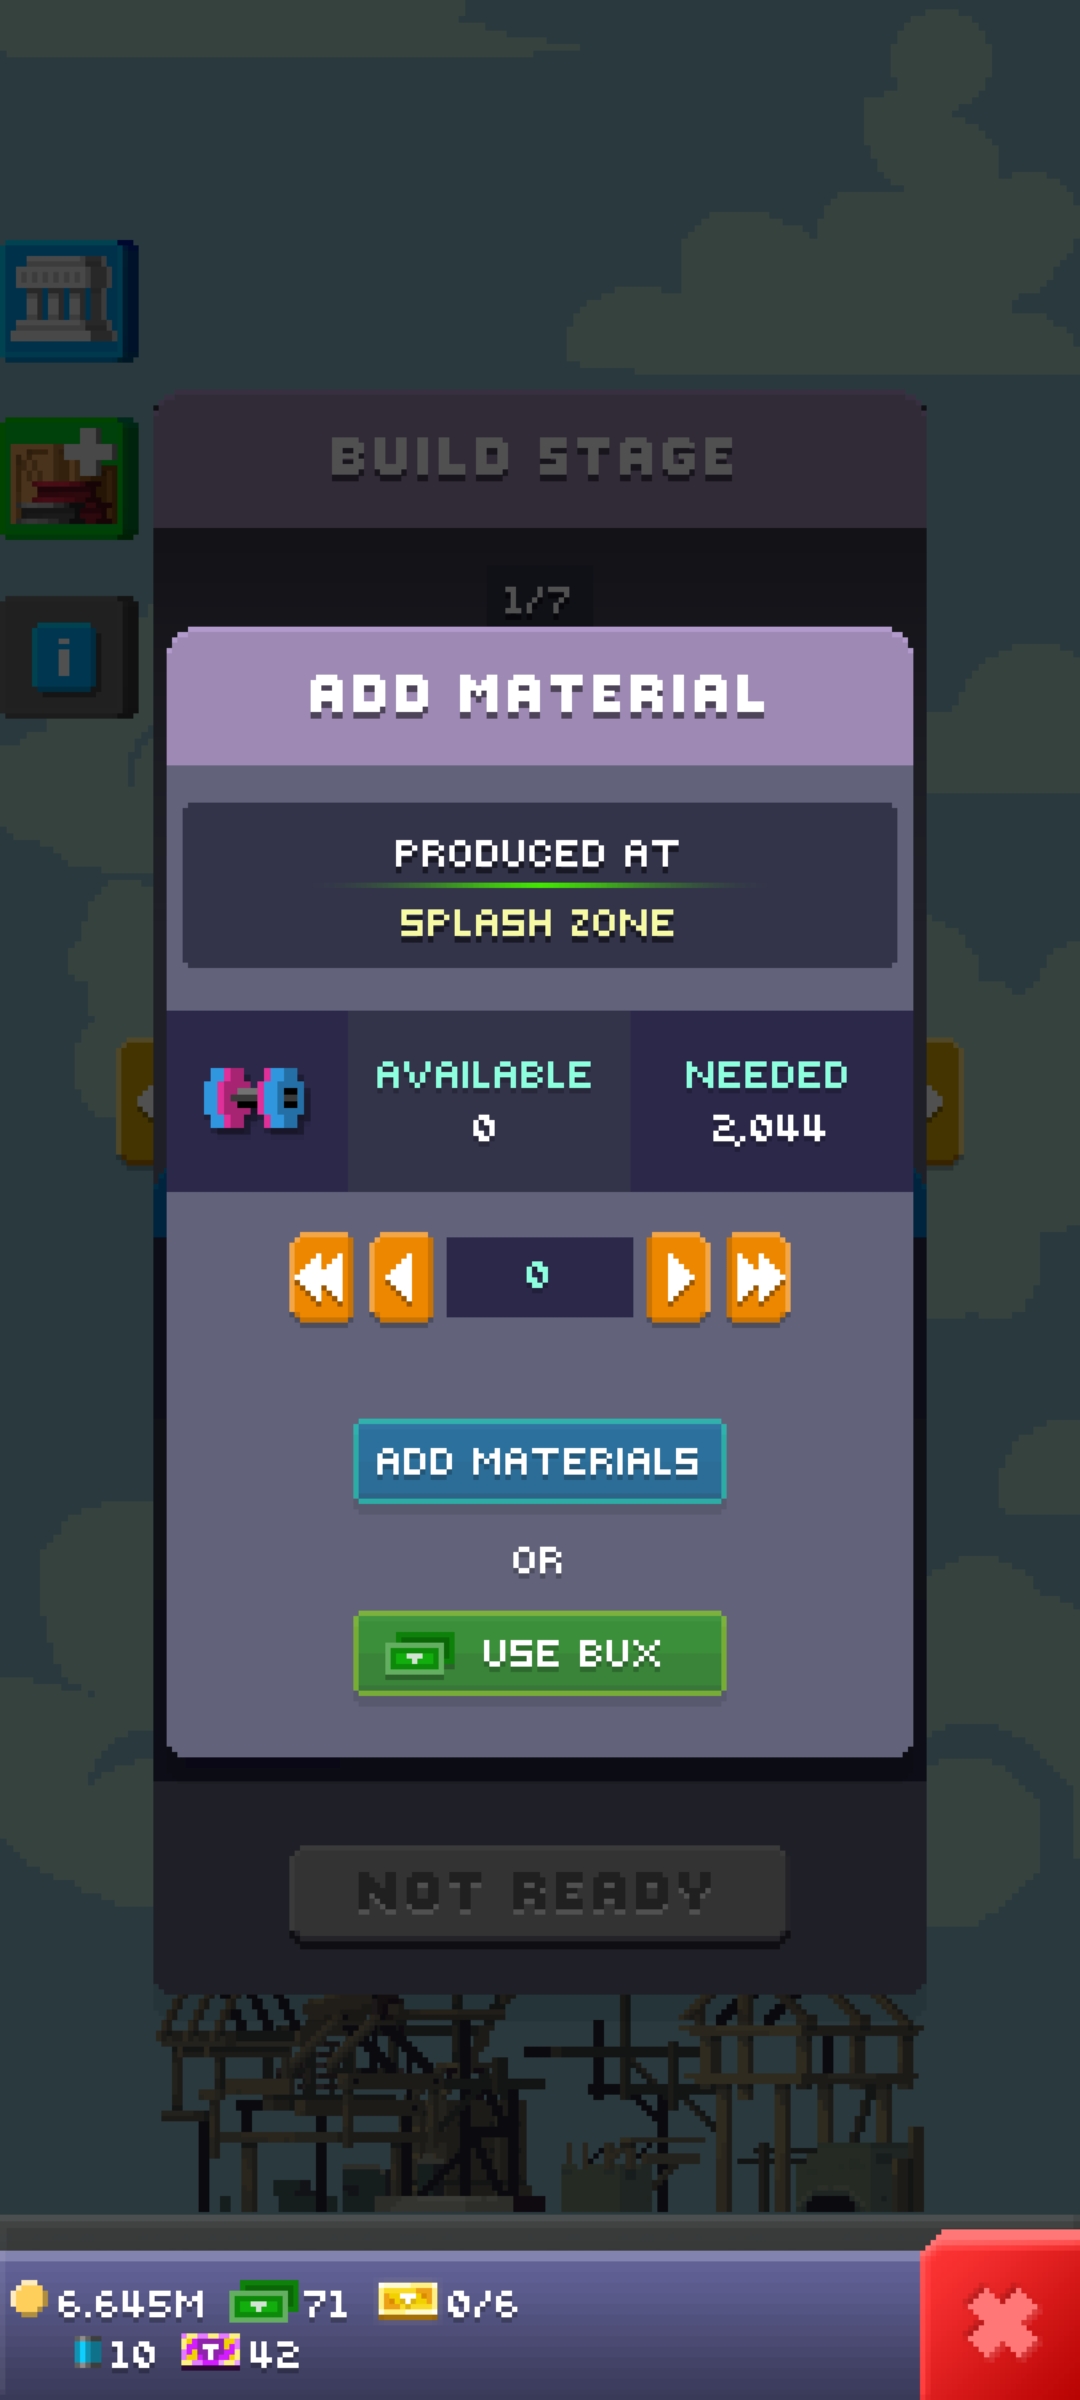 BUILD STAGE
1/7
ADD MATERIAL
PRODUCED AT
SPLASH ZONE
AVAILABLE
0
NEEDED
2,044
0
ADD MATERIALS
OR
USE BUX
NOT READY
6.645M 71 0/6
10 42